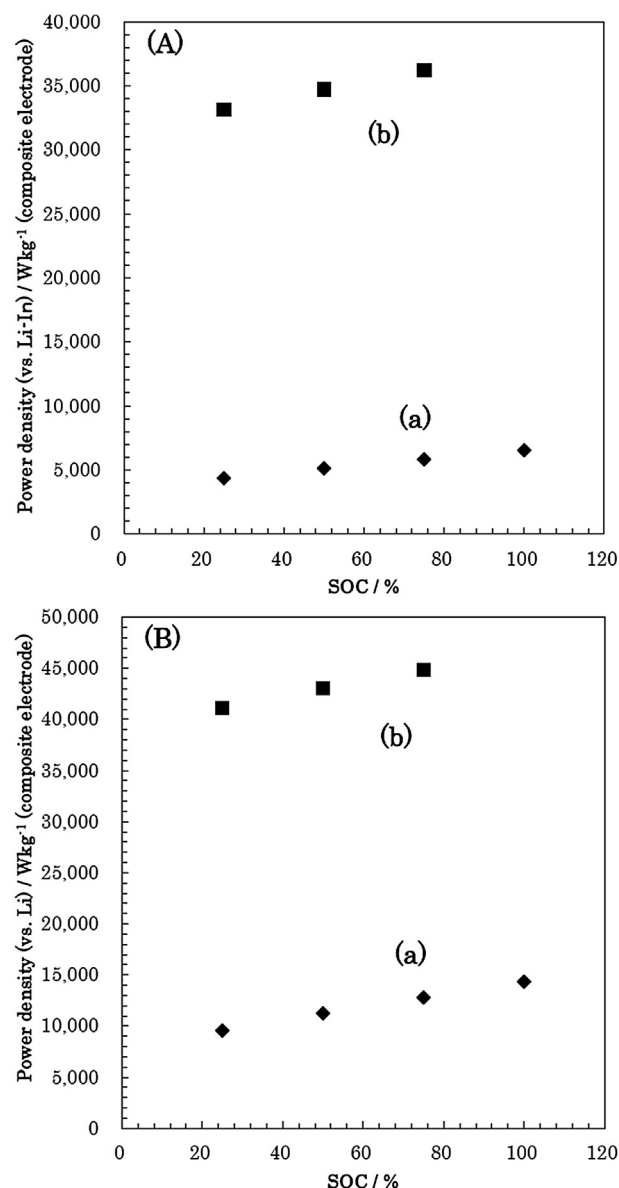 (A)
Power density (vs. Li-In) / Wkg-1 (composite electrode)
40,000
35,000
30,000
25,000
20,000
15,000
10,000
5,000
0
(b)
(a)
0 20 40 60 80 100 120
SOC / %
(B)
Power density (vs. Li) / Wkg-1 (composite electrode)
50,000
45,000
40,000
35,000
30,000
25,000
20,000
15,000
10,000
5,000
0
(b)
(a)
0 20 40 60 80 100 120
SOC / %